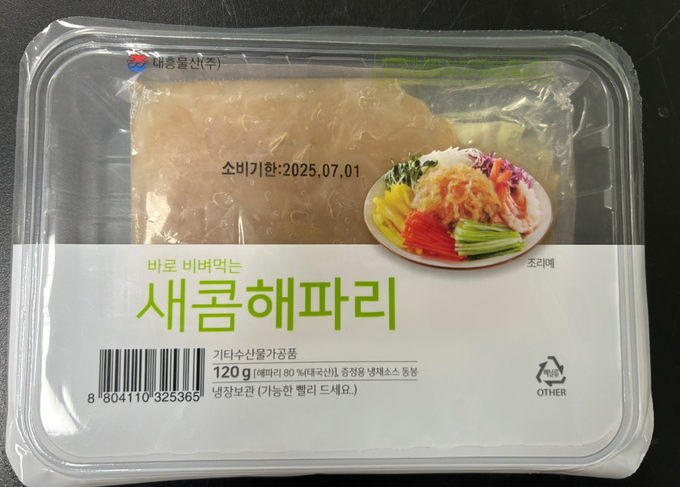 대흥물산(주)
소비기한:2025.07.01
조리예
바로 비벼먹는
새콤해파리
기타수산물가공품
120g [해파리 80 %(태국산)], 증정용 냉채소스 동봉
냉장보관 (가능한 빨리 드세요.)
8 804110 325365
OTHER